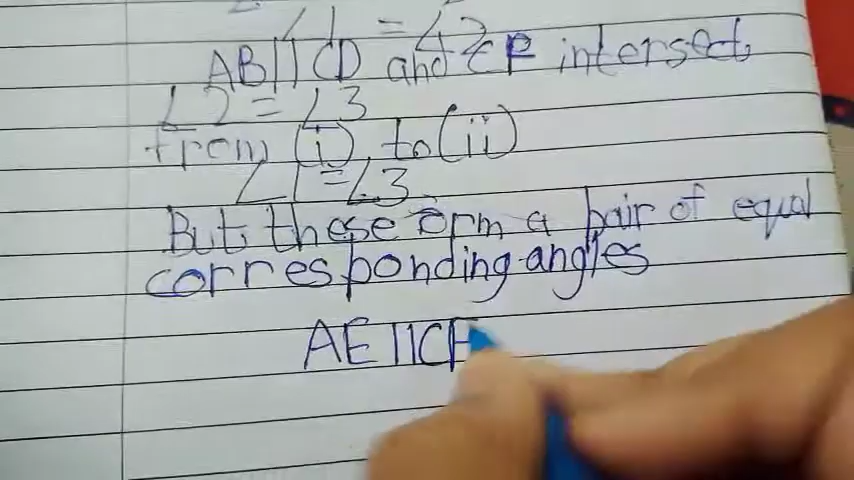 ∠1 = ∠2
AB||CD and CF intersect
∠2 = ∠3
from (i) to (ii)
∠1 = ∠3
But these form a pair of equal
corresponding angles
AE||CF